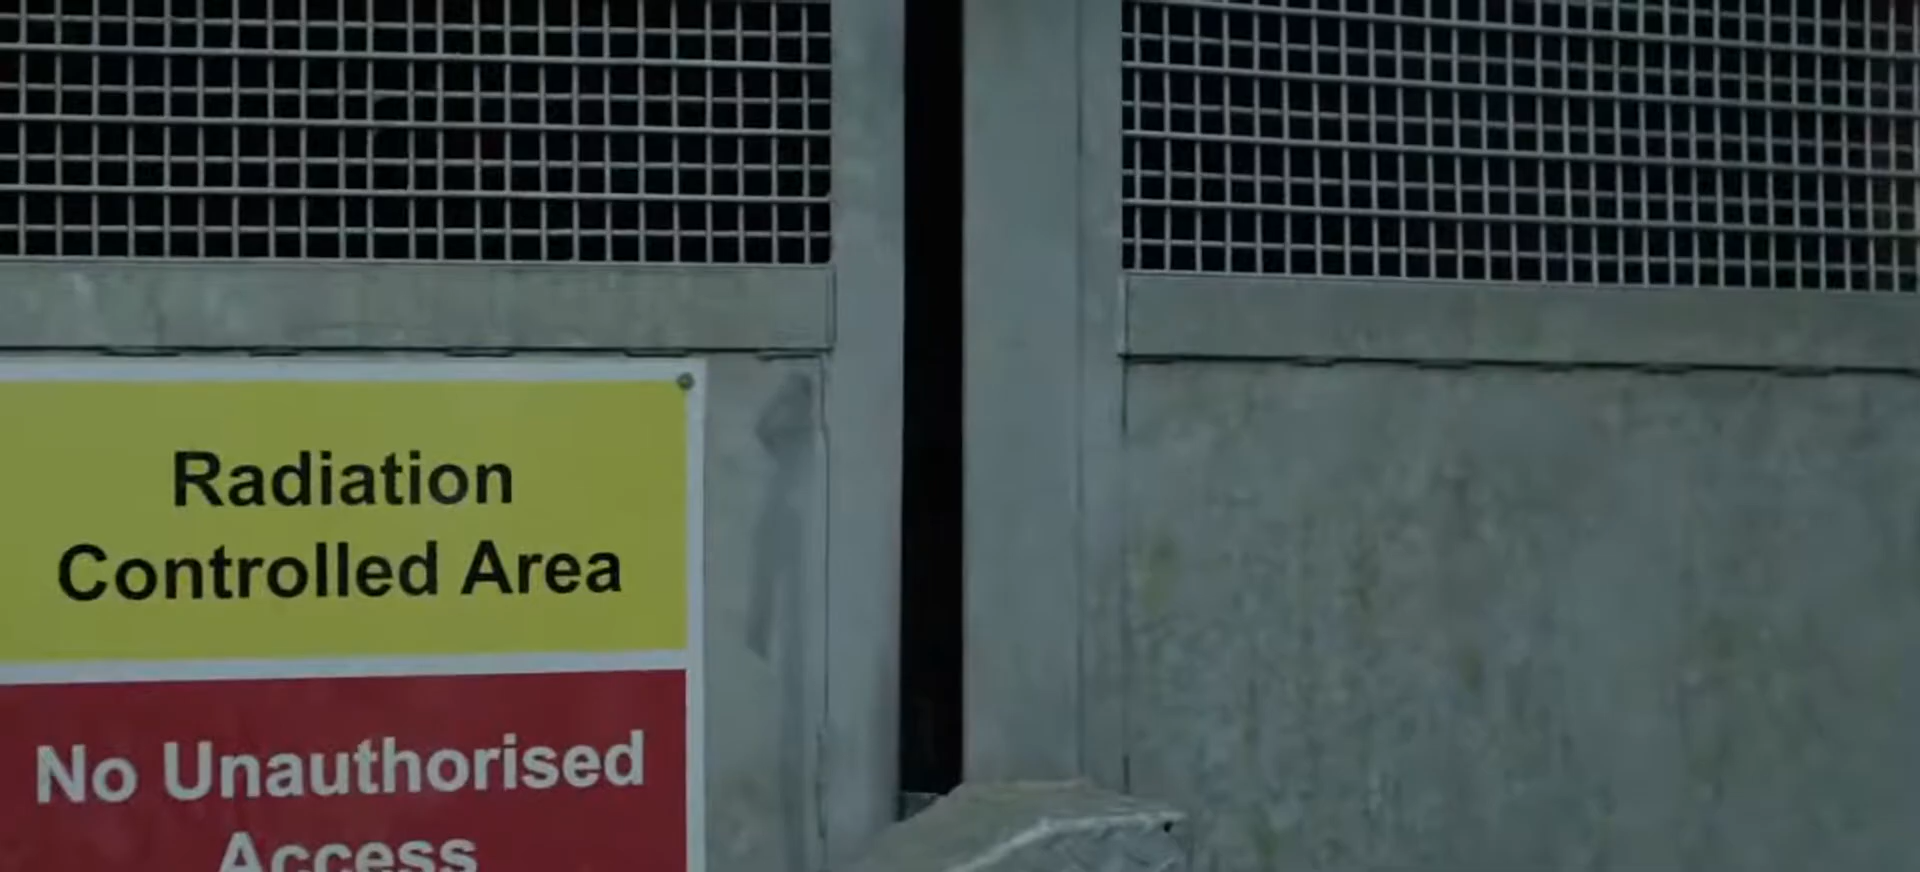 Radiation
Controlled Area
No Unauthorised
Access